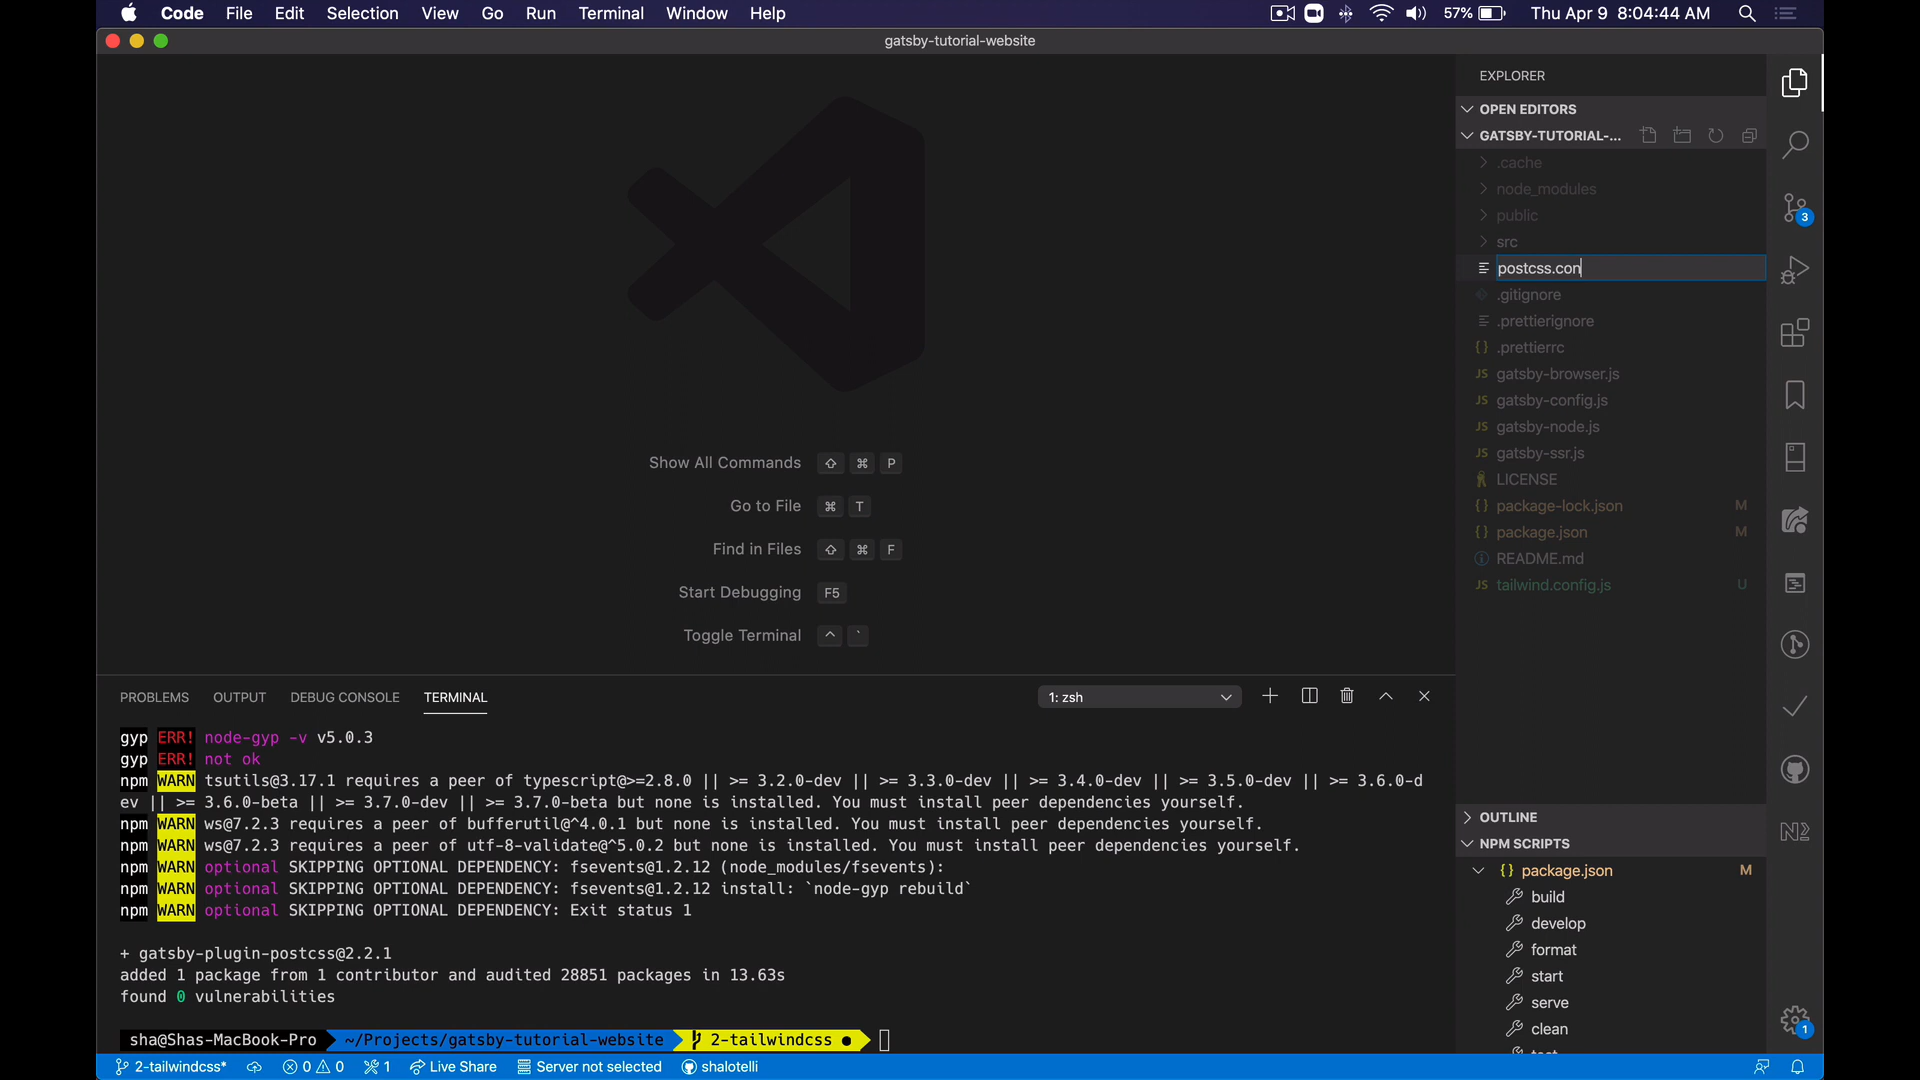 Code File Edit Selection View Go Run Terminal Window Help 57% Thu Apr 9 8:04:44 AM
gatsby-tutorial-website
EXPLORER
OPEN EDITORS
GATSBY-TUTORIAL-...
.cache
node_modules
public
src
postcss.con
.gitignore
.prettierignore
{} .prettierrc
JS gatsby-browser.js
JS gatsby-config.js
JS gatsby-node.js
JS gatsby-ssr.js
LICENSE
{} package-lock.json M
{} package.json M
README.md
JS tailwind.config.js U
3
Show All Commands ⇧ ⌘ P
Go to File ⌘ T
Find in Files ⇧ ⌘ F
Start Debugging F5
Toggle Terminal ^ `
PROBLEMS OUTPUT DEBUG CONSOLE TERMINAL 1: zsh
gyp ERR! node-gyp -v v5.0.3
gyp ERR! not ok
npm WARN tsutils@3.17.1 requires a peer of typescript@>=2.8.0 || >= 3.2.0-dev || >= 3.3.0-dev || >= 3.4.0-dev || >= 3.5.0-dev || >= 3.6.0-d
ev || >= 3.6.0-beta || >= 3.7.0-dev || >= 3.7.0-beta but none is installed. You must install peer dependencies yourself.
npm WARN ws@7.2.3 requires a peer of bufferutil@^4.0.1 but none is installed. You must install peer dependencies yourself.
npm WARN ws@7.2.3 requires a peer of utf-8-validate@^5.0.2 but none is installed. You must install peer dependencies yourself.
npm WARN optional SKIPPING OPTIONAL DEPENDENCY: fsevents@1.2.12 (node_modules/fsevents):
npm WARN optional SKIPPING OPTIONAL DEPENDENCY: fsevents@1.2.12 install: `node-gyp rebuild`
npm WARN optional SKIPPING OPTIONAL DEPENDENCY: Exit status 1
+ gatsby-plugin-postcss@2.2.1
added 1 package from 1 contributor and audited 28851 packages in 13.63s
found 0 vulnerabilities
sha@Shas-MacBook-Pro ~/Projects/gatsby-tutorial-website 2-tailwindcss ●
OUTLINE
NPM SCRIPTS
{} package.json M
build
develop
format
start
serve
clean
test
N2
1
2-tailwindcss* 0 0 1 Live Share Server not selected shalotelli